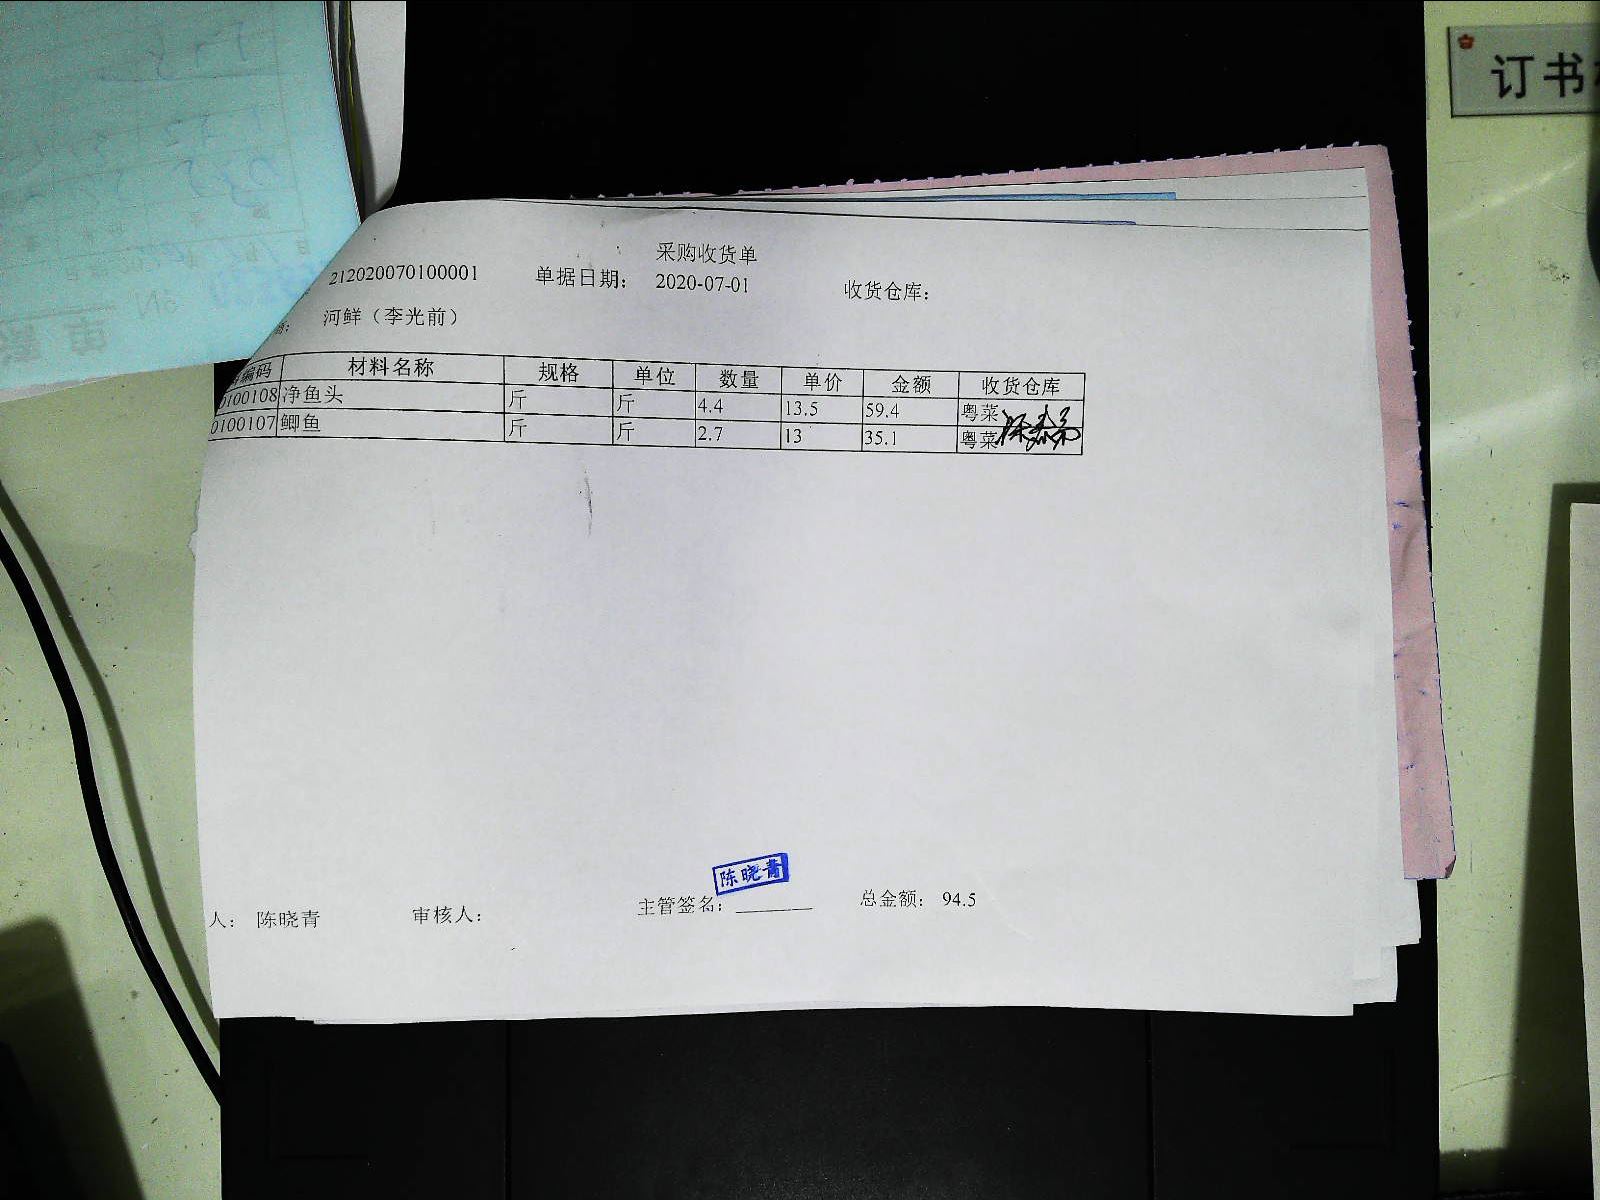 订书
采购收货单
212020070100001 单据日期： 2020-07-01 收货仓库：
河鲜（李光前）
编码 材料名称 规格 单位 数量 单价 金额 收货仓库
0100108 净鱼头 斤 斤 4.4 13.5 59.4 粤菜
0100107 鲫鱼 斤 斤 2.7 13 35.1 粤菜
陈晓青
人： 陈晓青 审核人： 主管签名： 总金额： 94.5